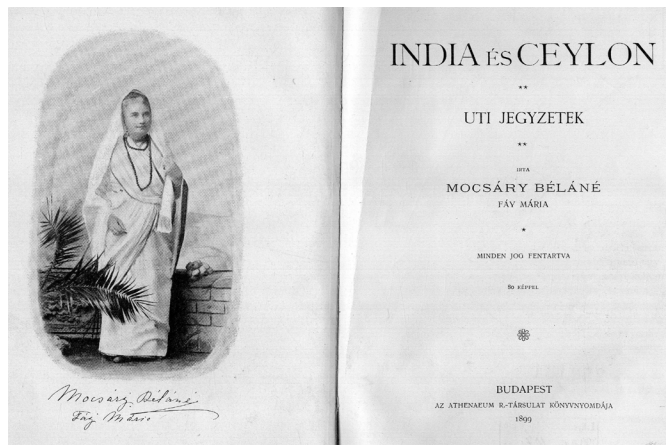 Mocsáry Béláné
Fáy Mária
INDIA ÉS CEYLON
**
UTI JEGYZETEK
**
IRTA
MOCSÁRY BÉLÁNÉ
FÁY MÁRIA
*
MINDEN JOG FENTARTVA
80 KÉPPEL
BUDAPEST
AZ ATHENAEUM R.-TÁRSULAT KÖNYVNYOMDÁJA
1899